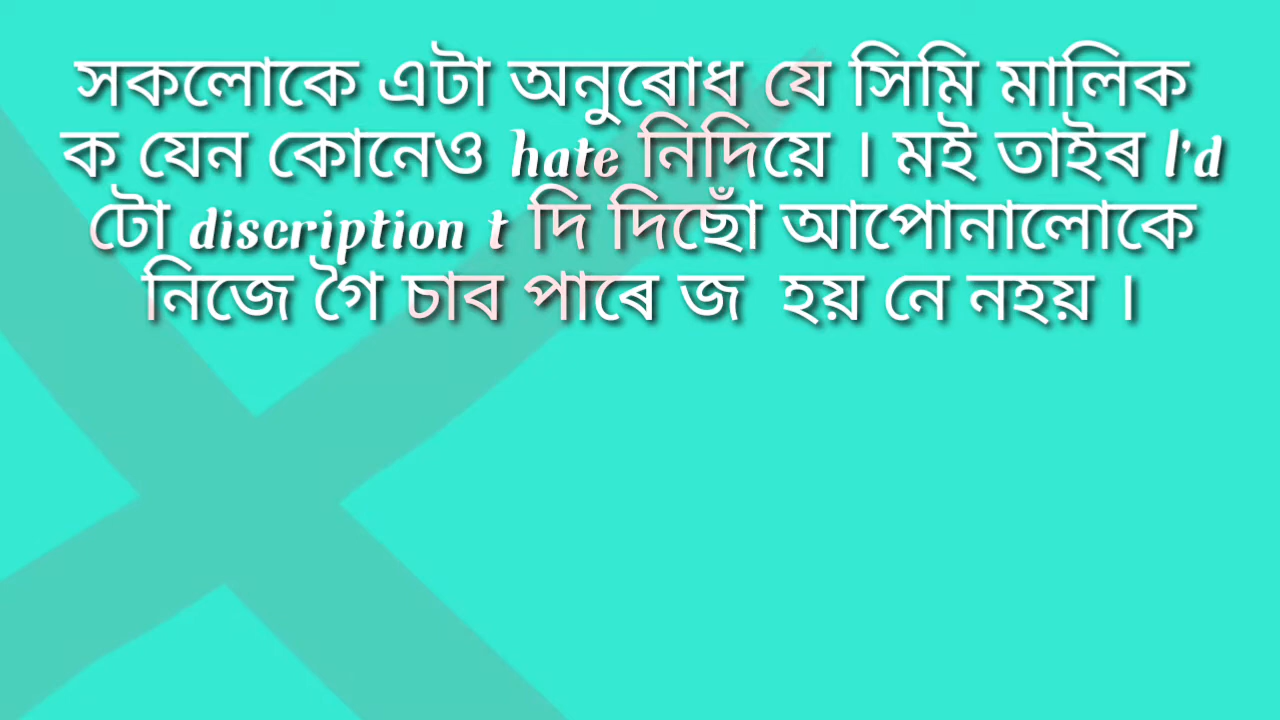 সকলোকে এটা অনুৰোধ যে সিমি মালিক
ক যেন কোনেও hate নিদিয়ে । মই তাইৰ I'd
টো discription t দি দিছোঁ আপোনালোকে
নিজে গৈ চাব পাৰে জ হয় নে নহয় ।